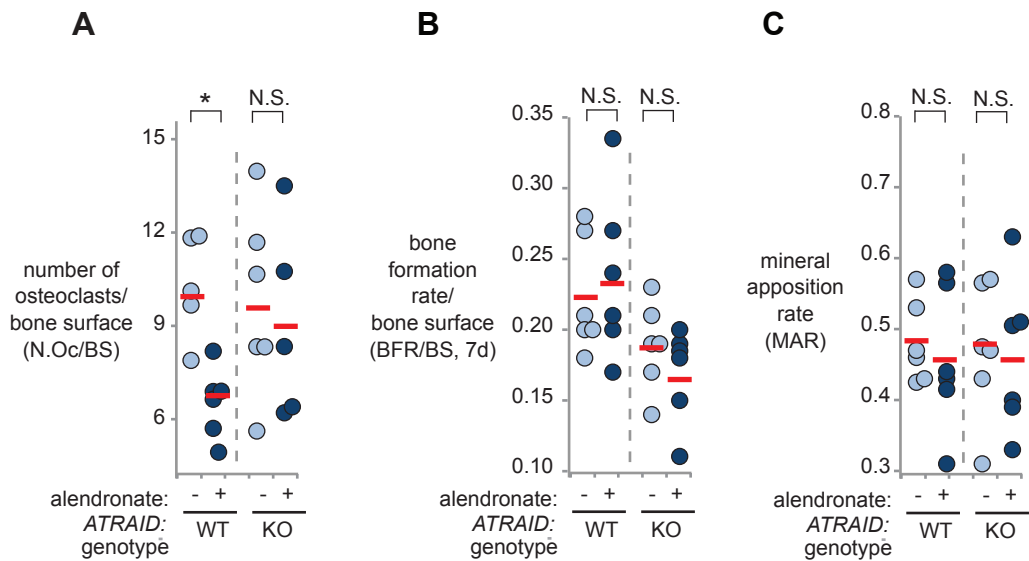 A
*
N.S.
15
12
9
6
number of
osteoclasts/
bone surface
(N.Oc/BS)
alendronate: - + - +
ATRAID: WT KO
genotype
B
N.S. N.S.
0.35
0.30
0.25
0.20
0.15
0.10
bone
formation
rate/
bone surface
(BFR/BS, 7d)
alendronate: - + - +
ATRAID: WT KO
genotype
C
N.S. N.S.
0.8
0.7
0.6
0.5
0.4
0.3
mineral
apposition
rate
(MAR)
alendronate: - + - +
ATRAID: WT KO
genotype